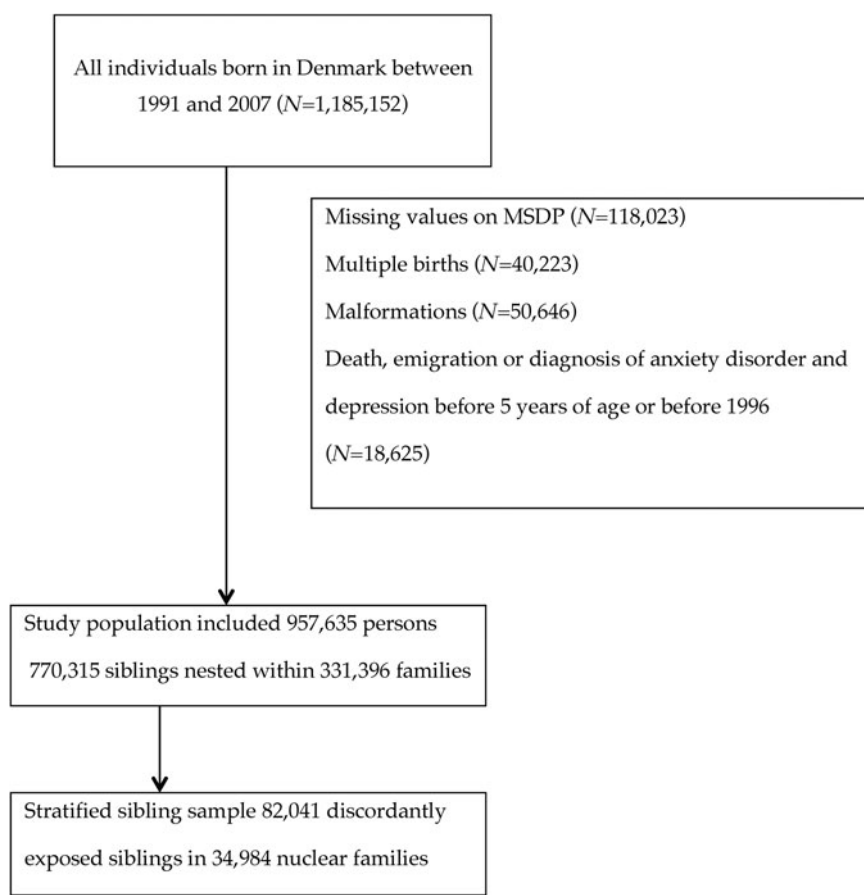 All individuals born in Denmark between
1991 and 2007 (N=1,185,152)
Missing values on MSDP (N=118,023)
Multiple births (N=40,223)
Malformations (N=50,646)
Death, emigration or diagnosis of anxiety disorder and
depression before 5 years of age or before 1996
(N=18,625)
Study population included 957,635 persons
770,315 siblings nested within 331,396 families
Stratified sibling sample 82,041 discordantly
exposed siblings in 34,984 nuclear families